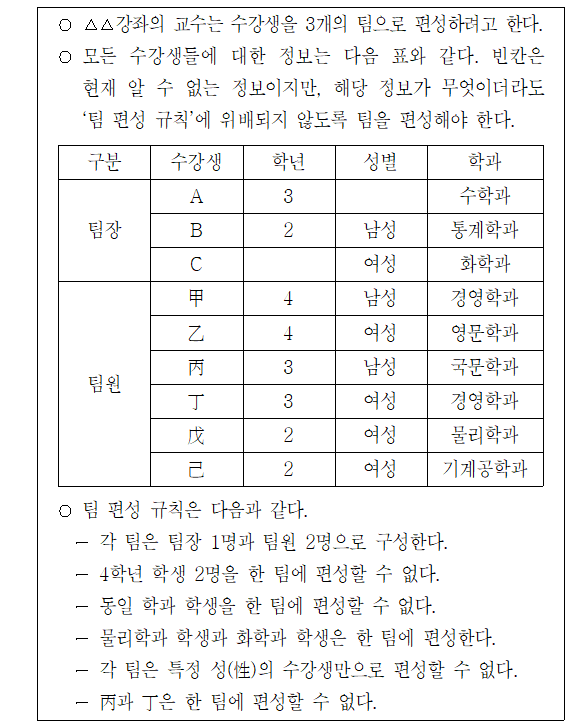 ○ △△강좌의 교수는 수강생을 3개의 팀으로 편성하려고 한다.
○ 모든 수강생들에 대한 정보는 다음 표와 같다. 빈칸은
현재 알 수 없는 정보이지만, 해당 정보가 무엇이더라도
‘팀 편성 규칙’에 위배되지 않도록 팀을 편성해야 한다.
구분 수강생 학년 성별 학과
팀장 A 3 수학과
B 2 남성 통계학과
C 여성 화학과
팀원 甲 4 남성 경영학과
乙 4 여성 영문학과
丙 3 남성 국문학과
丁 3 여성 경영학과
戊 2 여성 물리학과
己 2 여성 기계공학과
○ 팀 편성 규칙은 다음과 같다.
－ 각 팀은 팀장 1명과 팀원 2명으로 구성한다.
－ 4학년 학생 2명을 한 팀에 편성할 수 없다.
－ 동일 학과 학생을 한 팀에 편성할 수 없다.
－ 물리학과 학생과 화학과 학생은 한 팀에 편성한다.
－ 각 팀은 특정 성(性)의 수강생만으로 편성할 수 없다.
－ 丙과 丁은 한 팀에 편성할 수 없다.